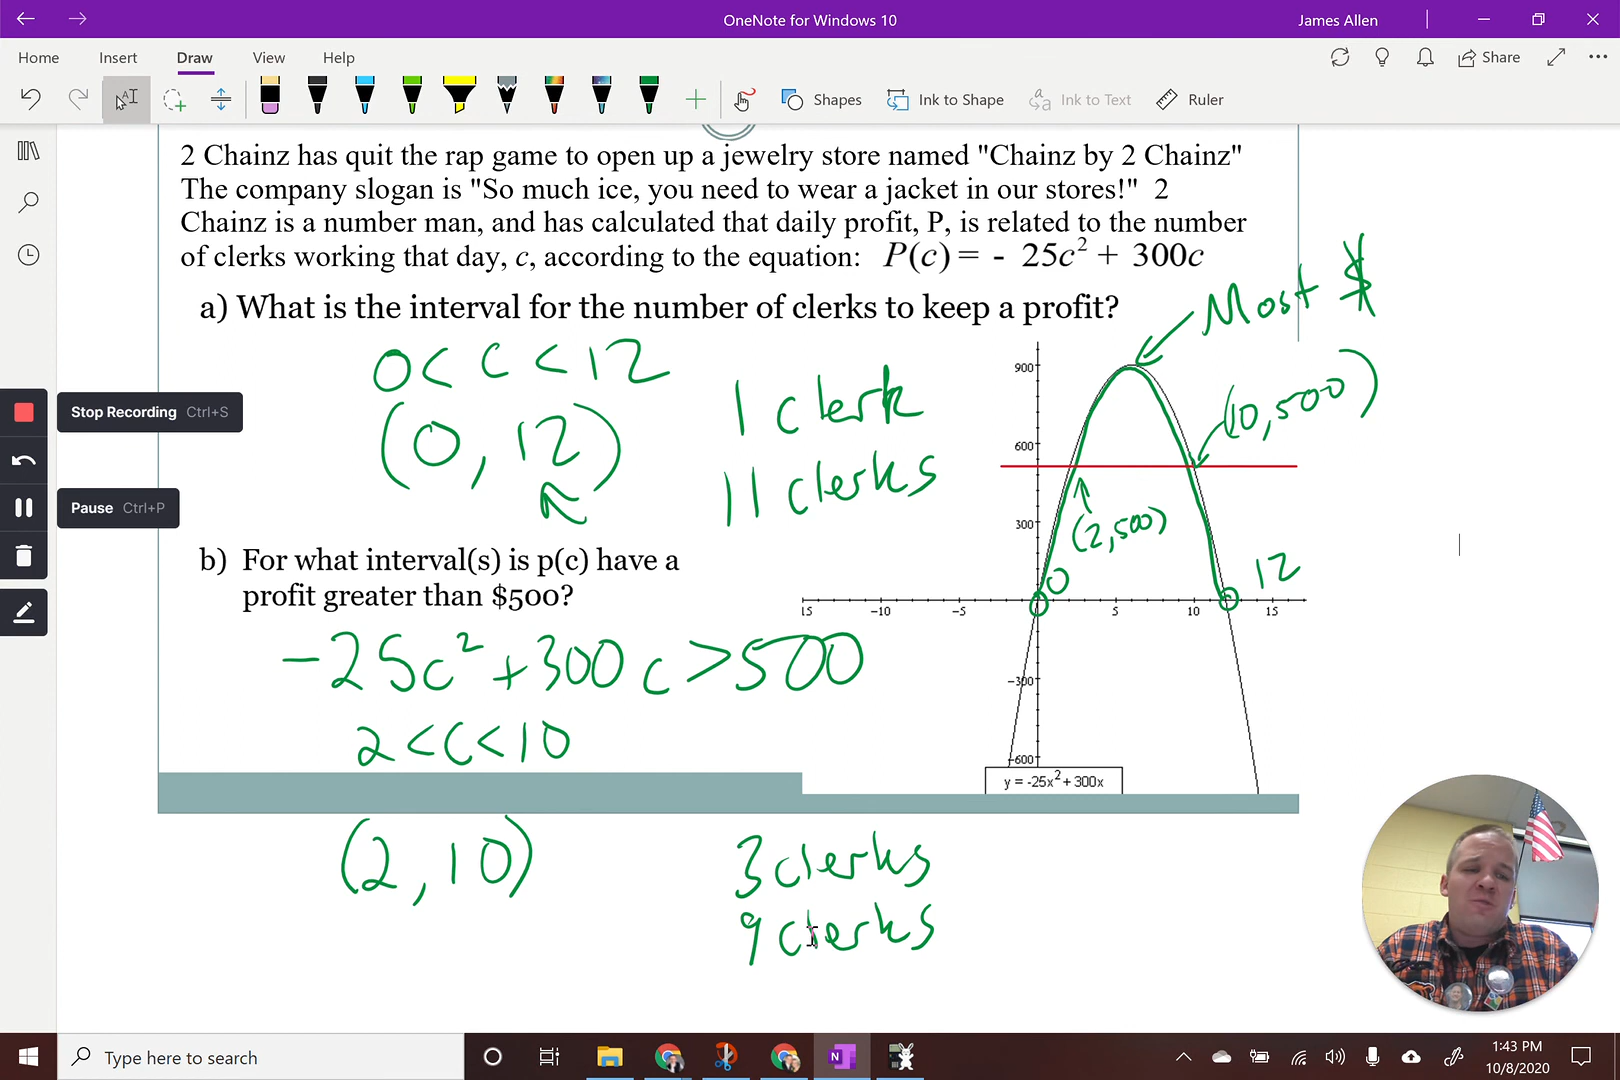 OneNote for Windows 10
James Allen
Home Insert Draw View Help
Share
Shapes Ink to Shape Ink to Text Ruler
2 Chainz has quit the rap game to open up a jewelry store named "Chainz by 2 Chainz"
The company slogan is "So much ice, you need to wear a jacket in our stores!" 2
Chainz is a number man, and has calculated that daily profit, P, is related to the number
of clerks working that day, c, according to the equation: P(c) = - 25c² + 300c
a) What is the interval for the number of clerks to keep a profit?
Most $
0 < c < 12
(0, 12)
1 clerk
11 clerks
Stop Recording Ctrl+S
Pause Ctrl+P
900
600
300
-300
-600
15 -10 -5 5 10 15
(10,500)
(2,500)
0
12
y = -25x² + 300x
b) For what interval(s) is p(c) have a
profit greater than $500?
-25c² + 300c > 500
2 < c < 10
(2, 10)
3 clerks
9 clerks
Type here to search
1:43 PM
10/8/2020